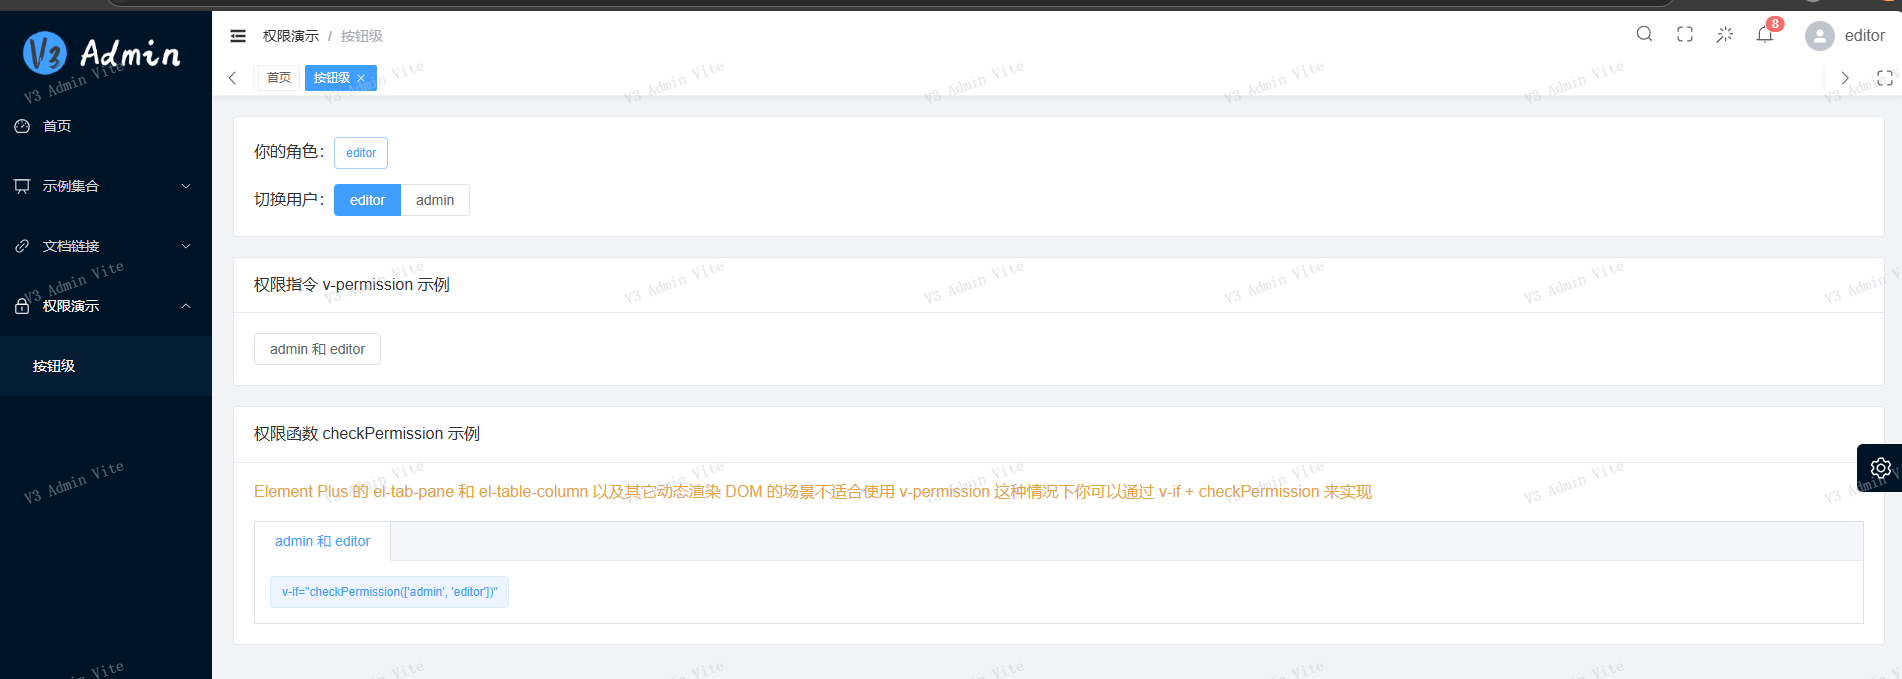 V3 Admin
首页
示例集合
文档链接
权限演示
按钮级
权限演示 / 按钮级
8
editor
首页
按钮级
你的角色：
editor
切换用户：
editor
admin
权限指令 v-permission 示例
admin 和 editor
权限函数 checkPermission 示例
Element Plus 的 el-tab-pane 和 el-table-column 以及其它动态渲染 DOM 的场景不适合使用 v-permission 这种情况下你可以通过 v-if + checkPermission 来实现
admin 和 editor
v-if="checkPermission(['admin', 'editor'])"
V3 Admin Vite